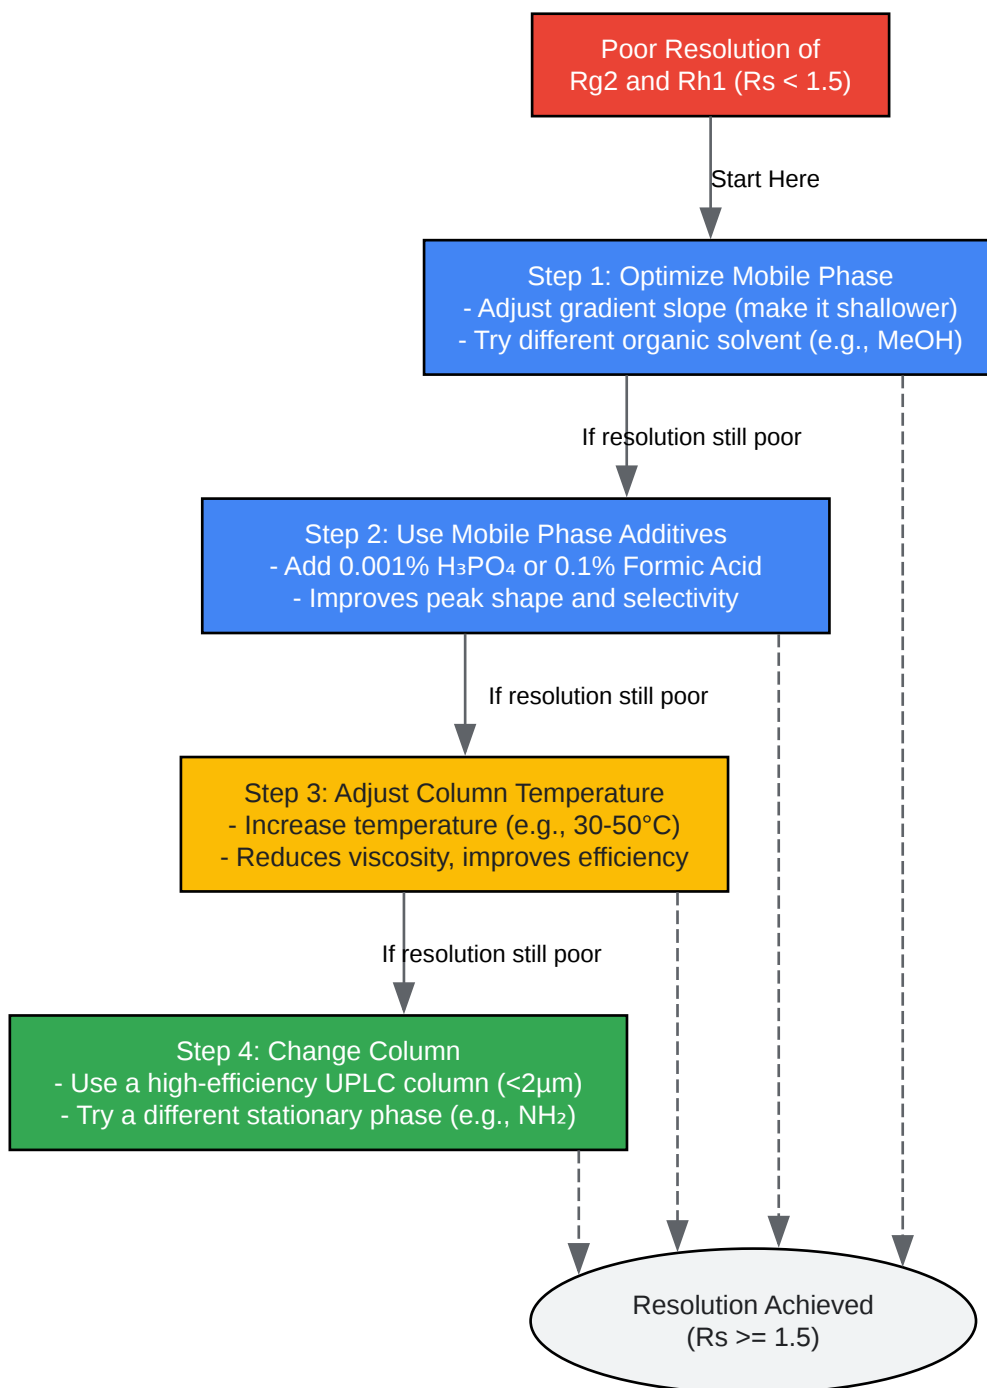 Poor Resolution of
Rg2 and Rh1 (Rs < 1.5)
Start Here
Step 1: Optimize Mobile Phase
- Adjust gradient slope (make it shallower)
- Try different organic solvent (e.g., MeOH)
If resolution still poor
Step 2: Use Mobile Phase Additives
- Add 0.001% H₃PO₄ or 0.1% Formic Acid
- Improves peak shape and selectivity
If resolution still poor
Step 3: Adjust Column Temperature
- Increase temperature (e.g., 30-50°C)
- Reduces viscosity, improves efficiency
If resolution still poor
Step 4: Change Column
- Use a high-efficiency UPLC column (<2µm)
- Try a different stationary phase (e.g., NH₂)
Resolution Achieved
(Rs >= 1.5)